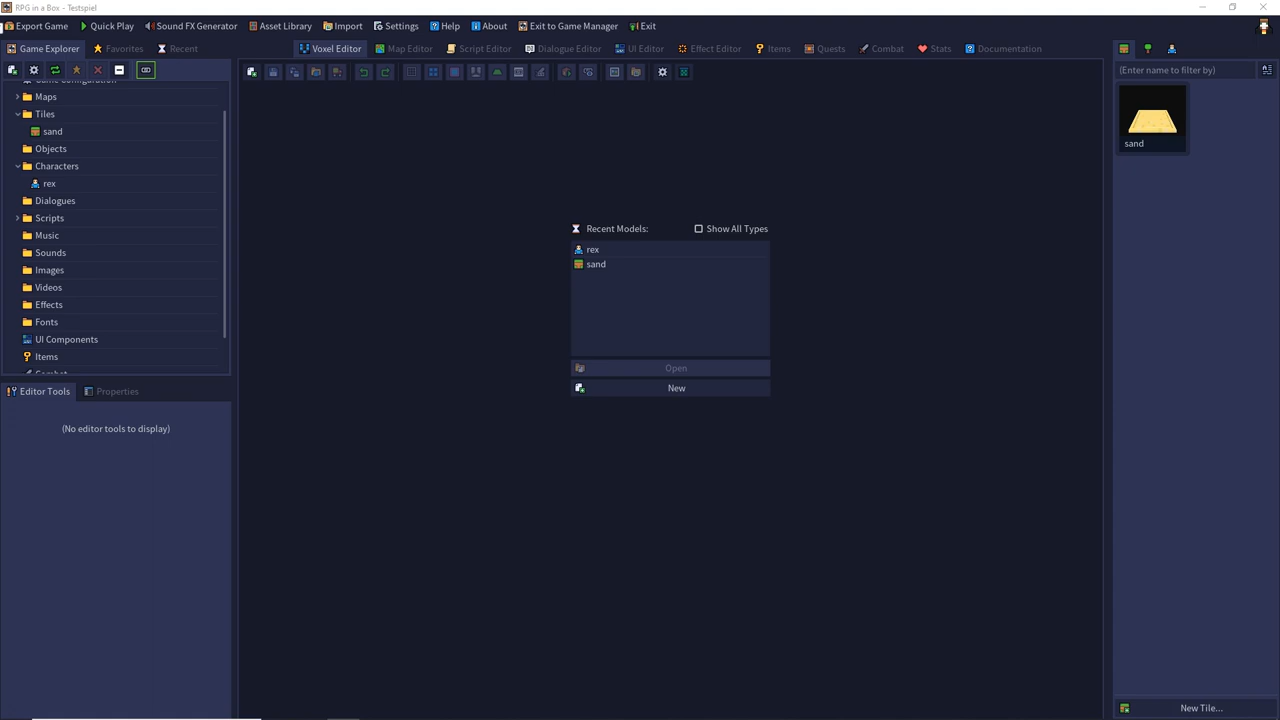 RPG in a Box - Testspiel
Export Game Quick Play Sound FX Generator Asset Library Import Settings Help About Exit to Game Manager Exit
Game Explorer Favorites Recent Voxel Editor Map Editor Script Editor Dialogue Editor UI Editor Effect Editor Items Quests Combat Stats Documentation
(Enter name to filter by)
Game Configuration
Maps
Tiles
sand
Objects
Characters
rex
Dialogues
Scripts
Music
Sounds
Images
Videos
Effects
Fonts
UI Components
Items
Combat
Editor Tools Properties
(No editor tools to display)
Recent Models: Show All Types
rex
sand
Open
New
sand
New Tile...